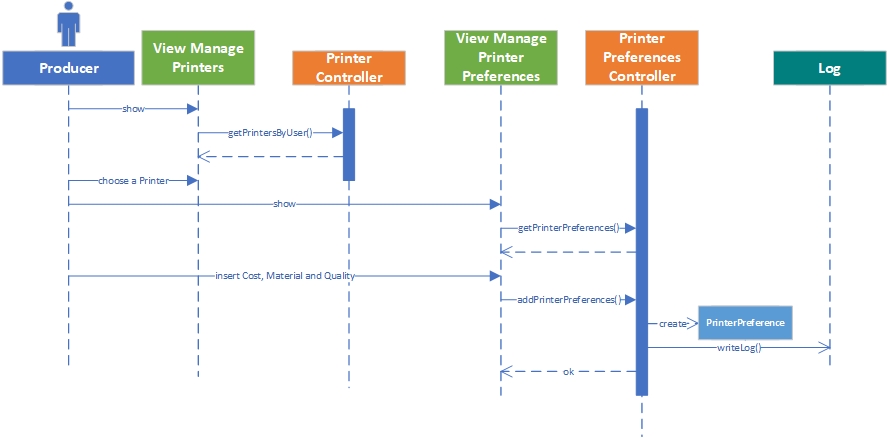 Producer
View Manage
Printers
Printer
Controller
View Manage
Printer
Preferences
Printer
Preferences
Controller
Log
show
getPrintersByUser()
choose a Printer
show
getPrinterPreferences()
insert Cost, Material and Quality
addPrinterPreferences()
create
PrinterPreference
writeLog()
ok